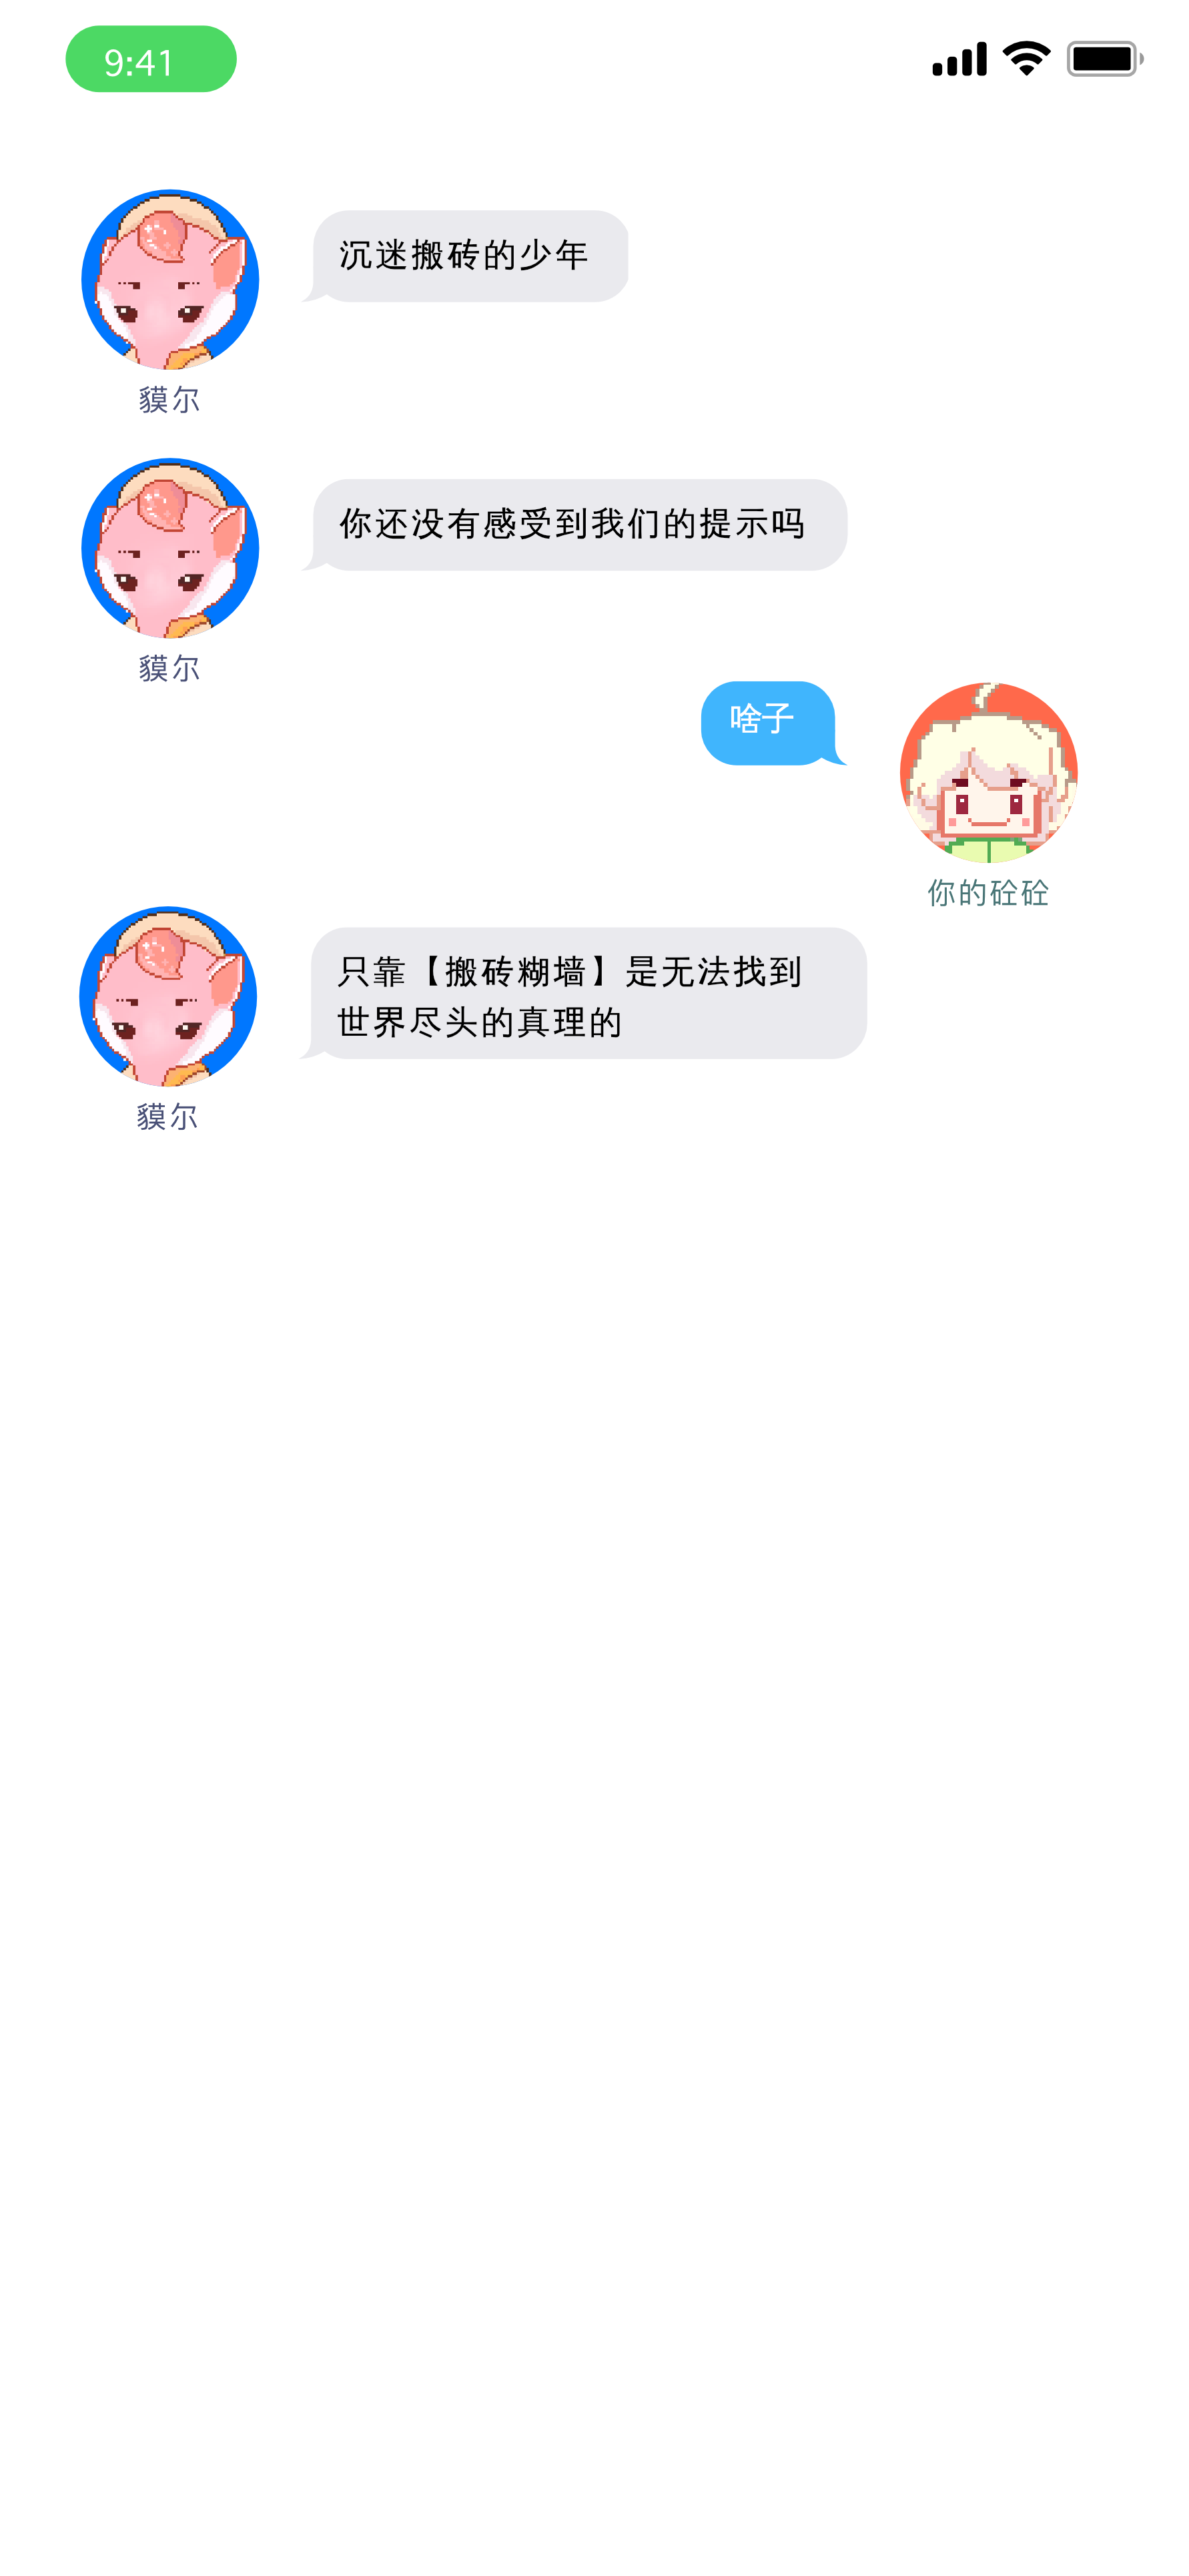 9:41
沉迷搬砖的少年
貘尔
你还没有感受到我们的提示吗
貘尔
啥子
你的砼砼
只靠【搬砖糊墙】是无法找到
世界尽头的真理的
貘尔